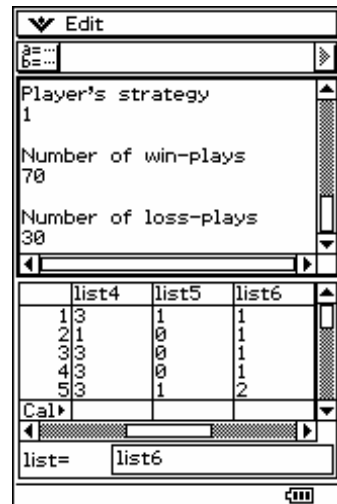 Edit
a=
b=
Player's strategy
1
Number of win-plays
70
Number of loss-plays
30
list4 list5 list6
1 3 1 1
2 1 0 1
3 3 0 1
4 3 0 1
5 3 1 2
Cal
list= list6